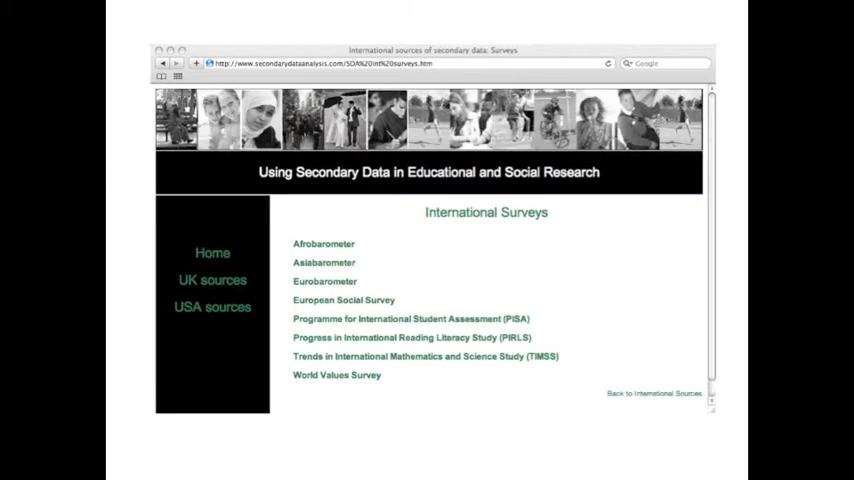 International sources of secondary data: Surveys
http://www.secondarydataanalysis.com/SDA%20Int%20surveys.htm
Google
Using Secondary Data in Educational and Social Research
International Surveys
Home
UK sources
USA sources
Afrobarometer
Asiabarometer
Eurobarometer
European Social Survey
Programme for International Student Assessment (PISA)
Progress in International Reading Literacy Study (PIRLS)
Trends in International Mathematics and Science Study (TIMSS)
World Values Survey
Back to International Sources